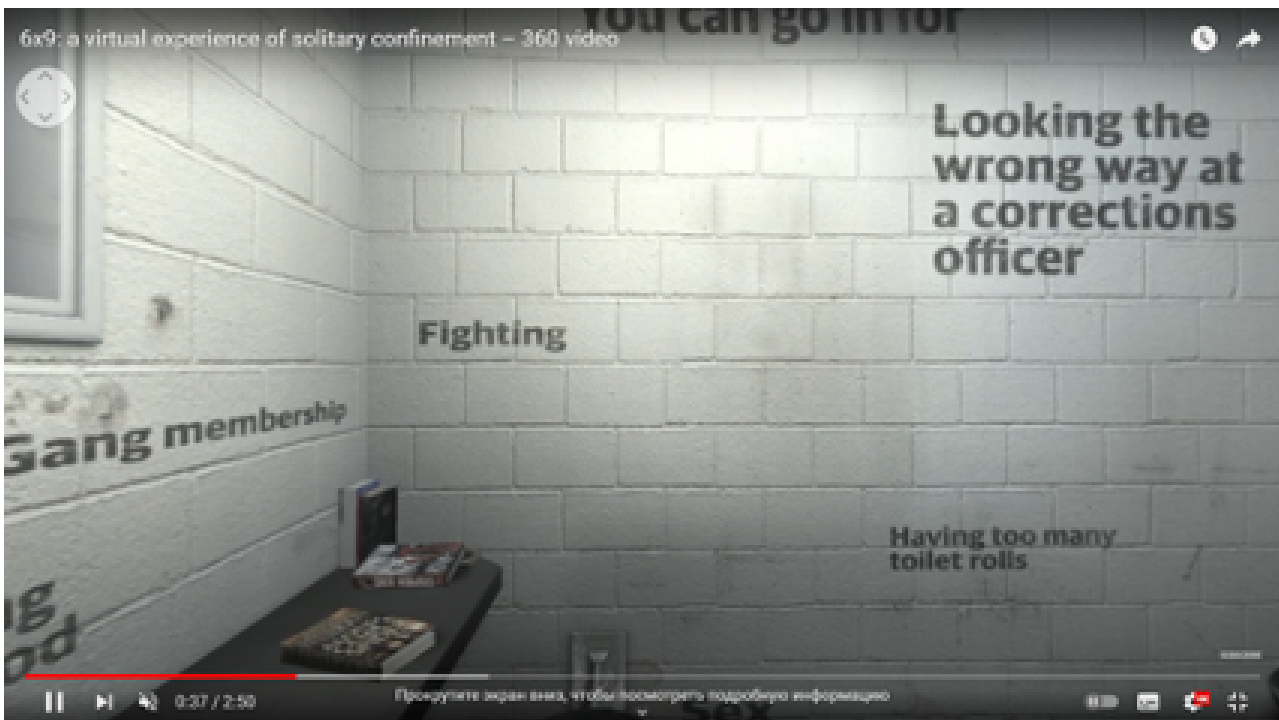 You can go in for
6x9: a virtual experience of solitary confinement – 360 video
Looking the
wrong way at
a corrections
officer
Fighting
Gang membership
Having too many
toilet rolls
sex
0:37 / 2:50
Прокрутите экран вниз, чтобы посмотреть подробную информацию